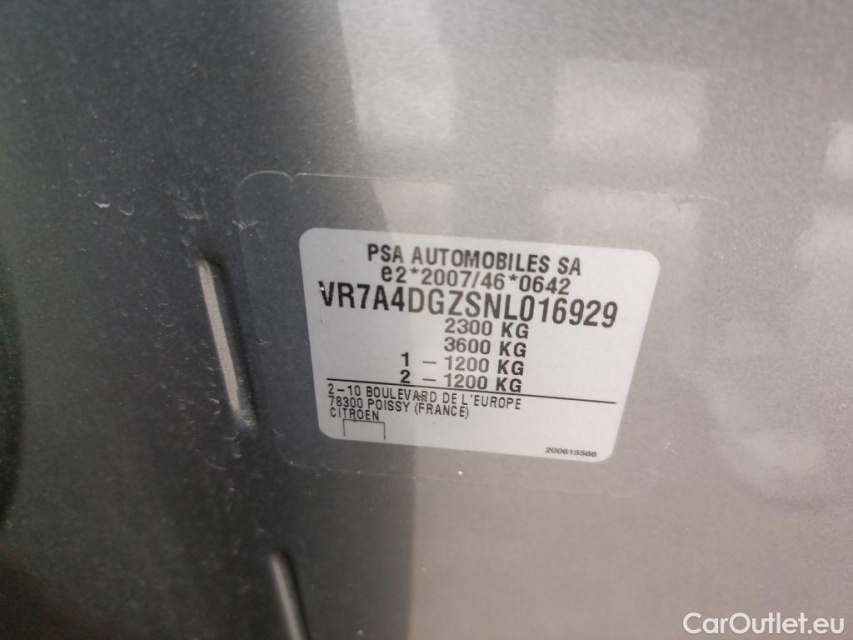 PSA AUTOMOBILES SA
e2*2007/46*0642
VR7A4DGZSNL016929
2300 KG
3600 KG
1 - 1200 KG
2 - 1200 KG
2-10 BOULEVARD DE L'EUROPE
78300 POISSY (FRANCE)
CITROEN
200615508
CarOutlet.eu